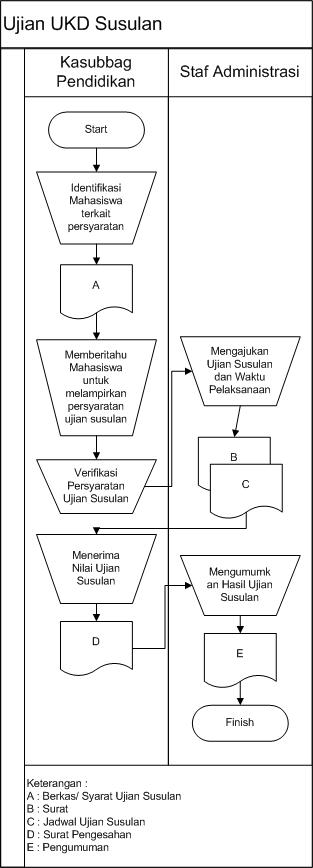 Ujian UKD Susulan
Kasubbag
Pendidikan
Staf Administrasi
Start
Identifikasi
Mahasiswa
terkait
persyaratan
A
Memberitahu
Mahasiswa
untuk
melampirkan
persyaratan
ujian susulan
Mengajukan
Ujian Susulan
dan Waktu
Pelaksanaan
Verifikasi
Persyaratan
Ujian Susulan
B
C
Menerima
Nilai Ujian
Susulan
Mengumumk
an Hasil Ujian
Susulan
D
E
Finish
Keterangan :
A : Berkas/ Syarat Ujian Susulan
B : Surat
C : Jadwal Ujian Susulan
D : Surat Pengesahan
E : Pengumuman